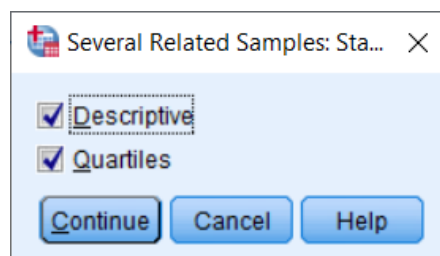 Several Related Samples: Sta...
Descriptive
Quartiles
Continue Cancel Help